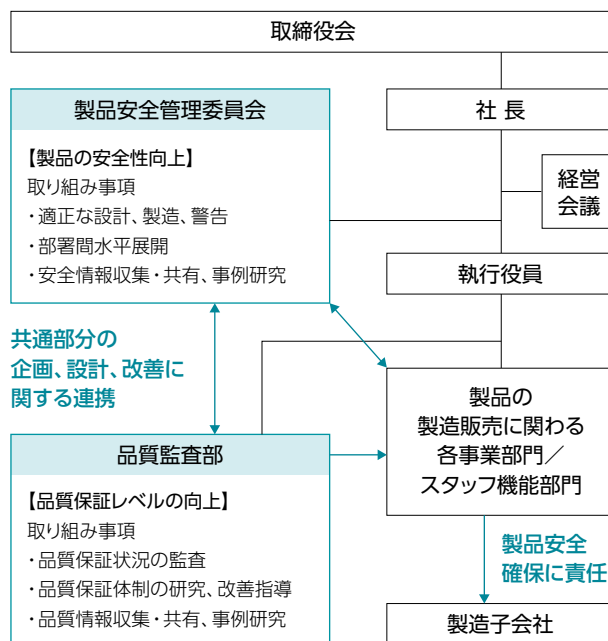 取締役会
製品安全管理委員会
【製品の安全性向上】
取り組み事項
・適正な設計、製造、警告
・部署間水平展開
・安全情報収集・共有、事例研究
社 長
経営
会議
執行役員
共通部分の
企画、設計、改善に
関する連携
製品の
製造販売に関わる
各事業部門／
スタッフ機能部門
品質監査部
【品質保証レベルの向上】
取り組み事項
・品質保証状況の監査
・品質保証体制の研究、改善指導
・品質情報収集・共有、事例研究
製品安全
確保に責任
製造子会社